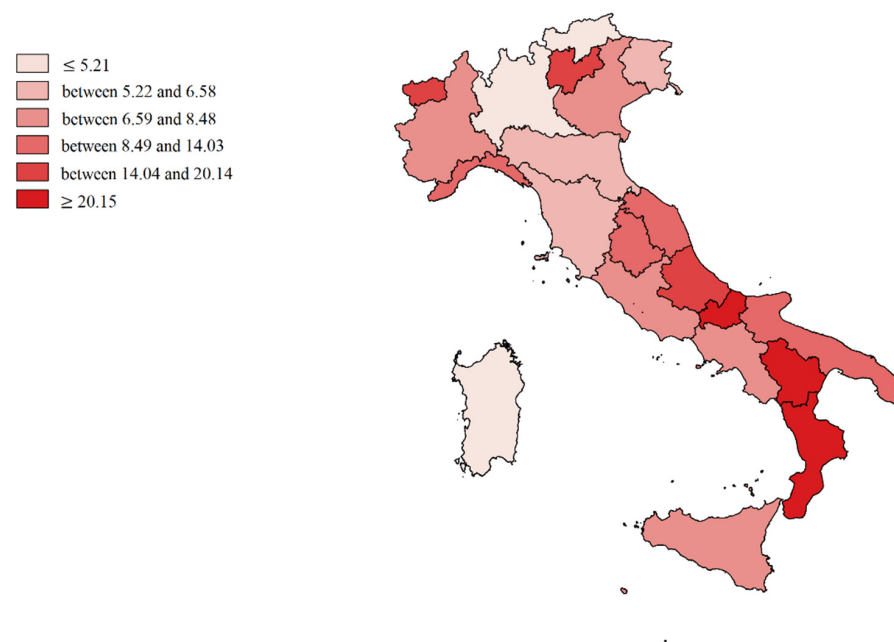 ≤ 5.21
between 5.22 and 6.58
between 6.59 and 8.48
between 8.49 and 14.03
between 14.04 and 20.14
≥ 20.15